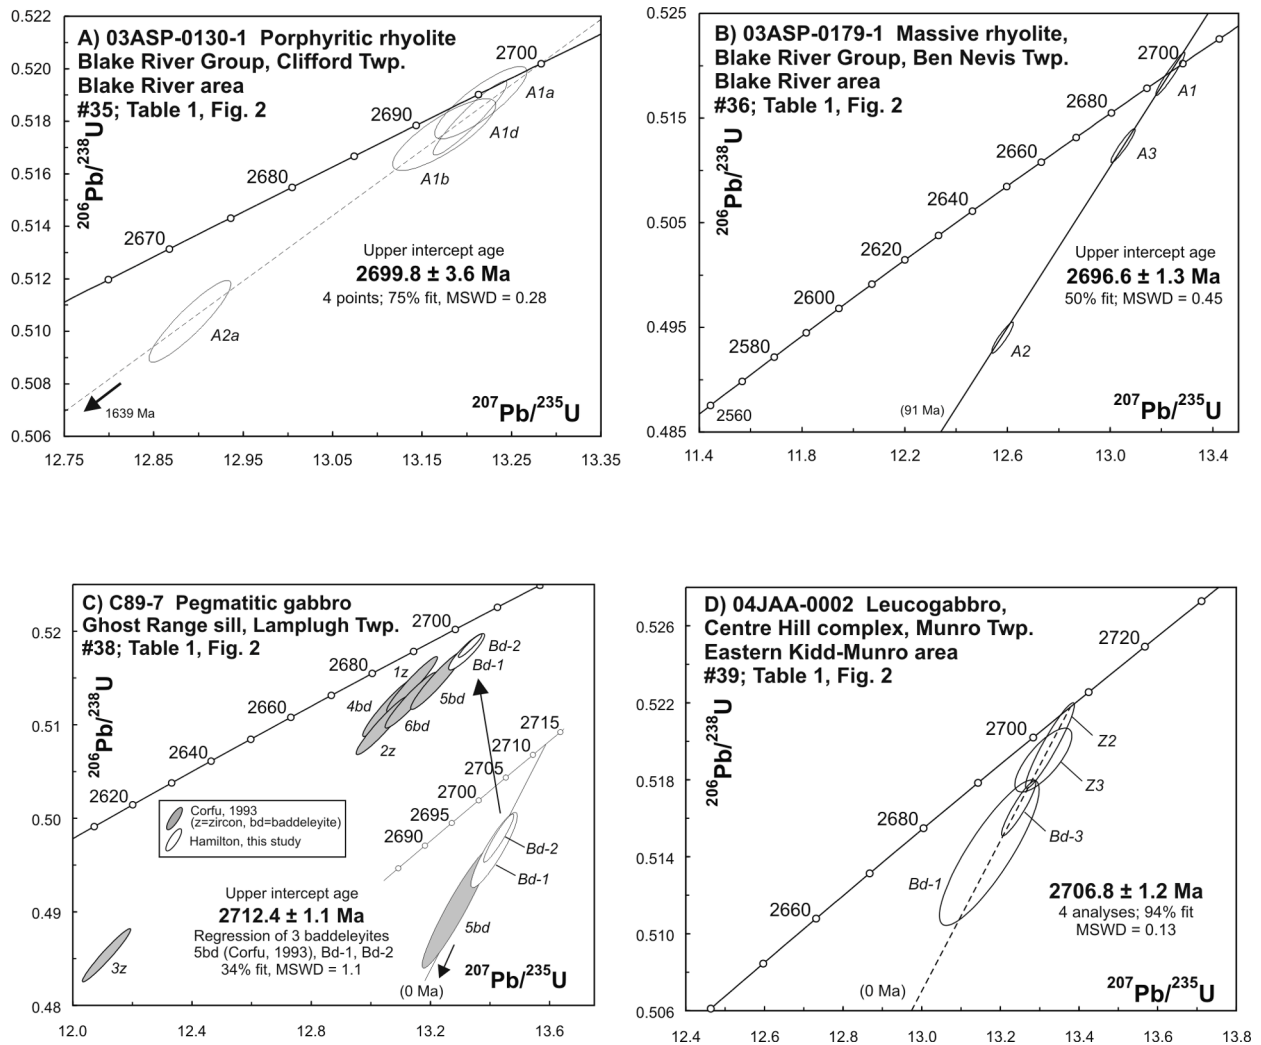 A) 03ASP-0130-1 Porphyritic rhyolite
Blake River Group, Clifford Twp.
Blake River area
#35; Table 1, Fig. 2
0.522
0.520
0.518
0.516
0.514
0.512
0.510
0.508
0.506
206Pb/238U
2700
2690
2680
2670
A1a
A1d
A1b
A2a
Upper intercept age
2699.8 ± 3.6 Ma
4 points; 75% fit, MSWD = 0.28
1639 Ma
207Pb/235U
12.75 12.85 12.95 13.05 13.15 13.25 13.35
B) 03ASP-0179-1 Massive rhyolite,
Blake River Group, Ben Nevis Twp.
Blake River area
#36; Table 1, Fig. 2
0.525
0.515
0.505
0.495
0.485
206Pb/238U
2700
2680
2660
2640
2620
2600
2580
2560
A1
A3
A2
Upper intercept age
2696.6 ± 1.3 Ma
50% fit; MSWD = 0.45
(91 Ma)
207Pb/235U
11.4 11.8 12.2 12.6 13.0 13.4
C) C89-7 Pegmatitic gabbro
Ghost Range sill, Lamplugh Twp.
#38; Table 1, Fig. 2
0.52
0.51
0.50
0.49
0.48
206Pb/238U
2700
2680
2660
2640
2620
Bd-2
Bd-1
1z
4bd
5bd
6bd
2z
2715
2710
2705
2700
2695
2690
Corfu, 1993
(z=zircon, bd=baddeleyite)
Hamilton, this study
Bd-2
Bd-1
5bd
3z
Upper intercept age
2712.4 ± 1.1 Ma
Regression of 3 baddeleyites
5bd (Corfu, 1993), Bd-1, Bd-2
34% fit, MSWD = 1.1
(0 Ma)
207Pb/235U
12.0 12.4 12.8 13.2 13.6
D) 04JAA-0002 Leucogabbro,
Centre Hill complex, Munro Twp.
Eastern Kidd-Munro area
#39; Table 1, Fig. 2
0.526
0.522
0.518
0.514
0.510
0.506
206Pb/238U
2720
2700
2680
2660
Z2
Z3
Bd-3
Bd-1
2706.8 ± 1.2 Ma
4 analyses; 94% fit
MSWD = 0.13
(0 Ma)
207Pb/235U
12.4 12.6 12.8 13.0 13.2 13.4 13.6 13.8